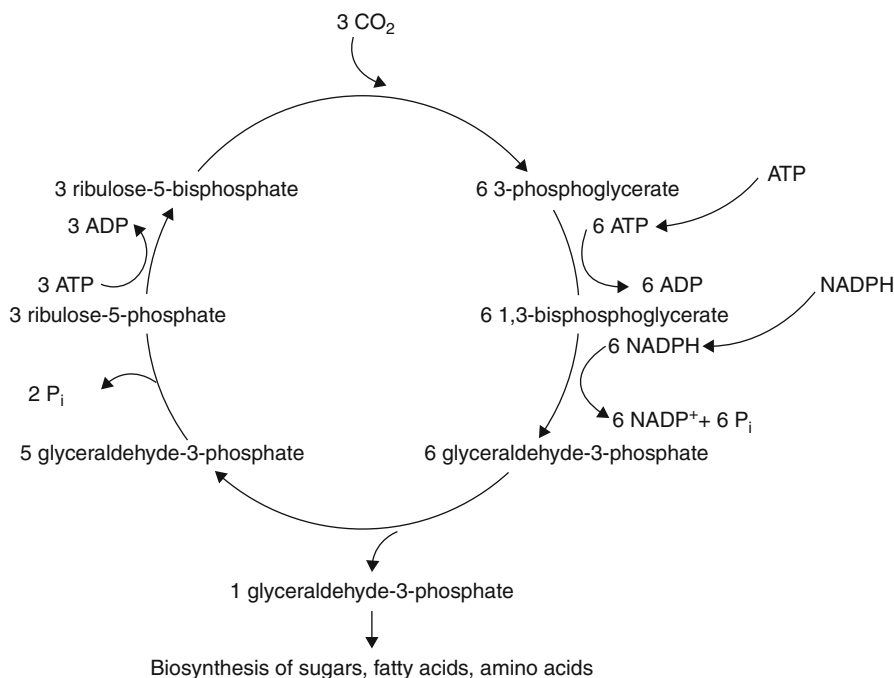 3 CO₂
3 ribulose-5-bisphosphate
6 3-phosphoglycerate
ATP
3 ADP
6 ATP
3 ATP
6 ADP
NADPH
3 ribulose-5-phosphate
6 1,3-bisphosphoglycerate
6 NADPH
2 Pᵢ
6 NADP⁺+ 6 Pᵢ
5 glyceraldehyde-3-phosphate
6 glyceraldehyde-3-phosphate
1 glyceraldehyde-3-phosphate
Biosynthesis of sugars, fatty acids, amino acids